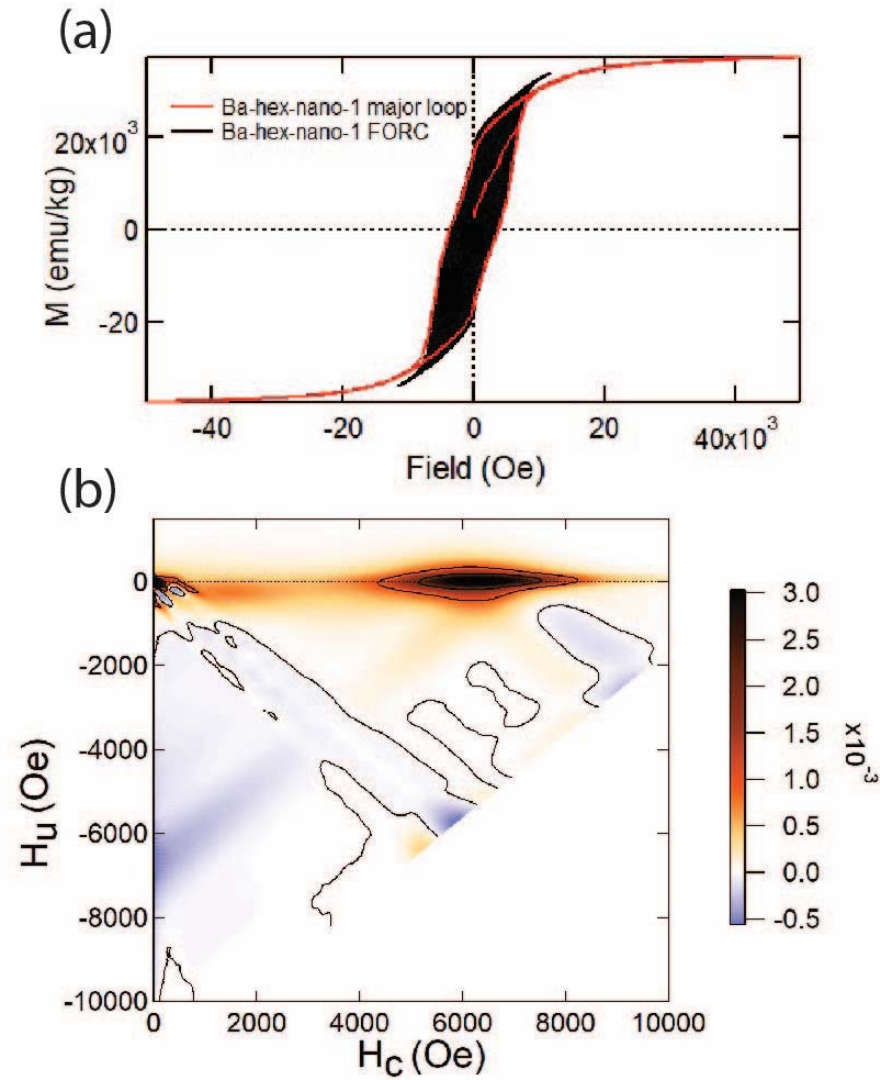 (a)
Ba-hex-nano-1 major loop
Ba-hex-nano-1 FORC
20x10³
0
-20
M (emu/kg)
-40 -20 0 20 40x10³
Field (Oe)
(b)
0
-2000
-4000
-6000
-8000
-10000
Hu (Oe)
0 2000 4000 6000 8000 10000
Hc (Oe)
3.0
2.5
2.0
1.5
1.0
0.5
0.0
-0.5
x10⁻³